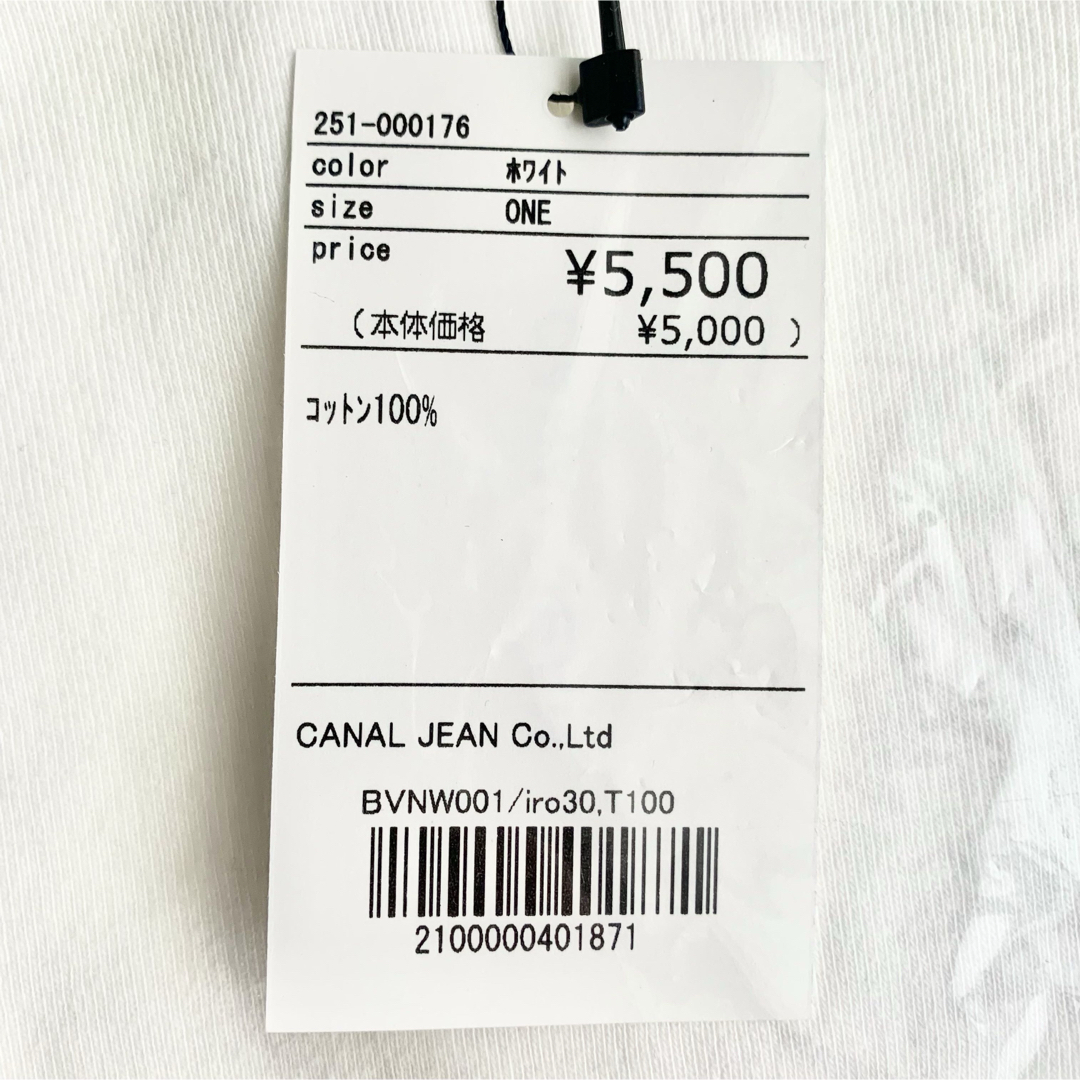 251-000176
color ホワイト
size ONE
price ¥5,500
(本体価格 ¥5,000 )
コットン100%
CANAL JEAN Co.,Ltd
BVNW001/iro30,T100
2100000401871